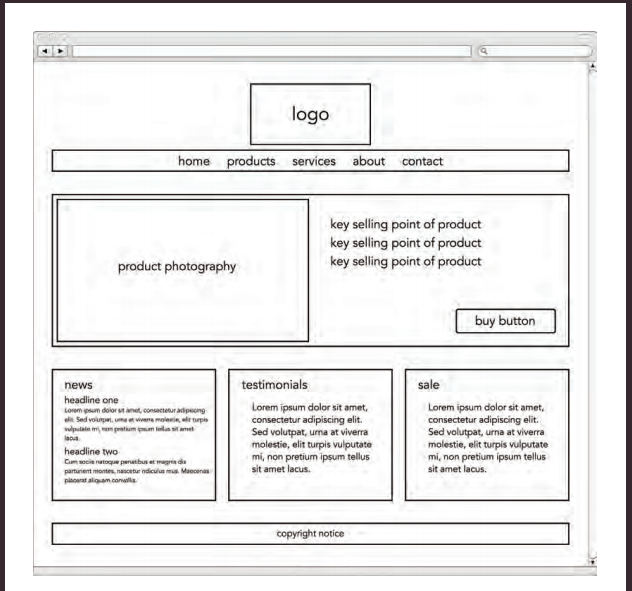 logo
home products services about contact
product photography
key selling point of product
key selling point of product
key selling point of product
buy button
news
headline one
Lorem ipsum dolor sit amet, consectetur adipiscing
elit. Sed volutpat, urna at viverra molestie, elit turpis
vulputate mi, non pretium ipsum tellus sit amet
lacus.
headline two
Cum sociis natoque penatibus et magnis dis
parturient montes, nascetur ridiculus mus. Maecenas
placerat aliquam convallis.
testimonials
Lorem ipsum dolor sit amet,
consectetur adipiscing elit.
Sed volutpat, urna at viverra
molestie, elit turpis vulputate
mi, non pretium ipsum tellus
sit amet lacus.
sale
Lorem ipsum dolor sit amet,
consectetur adipiscing elit.
Sed volutpat, urna at viverra
molestie, elit turpis vulputate
mi, non pretium ipsum tellus
sit amet lacus.
copyright notice